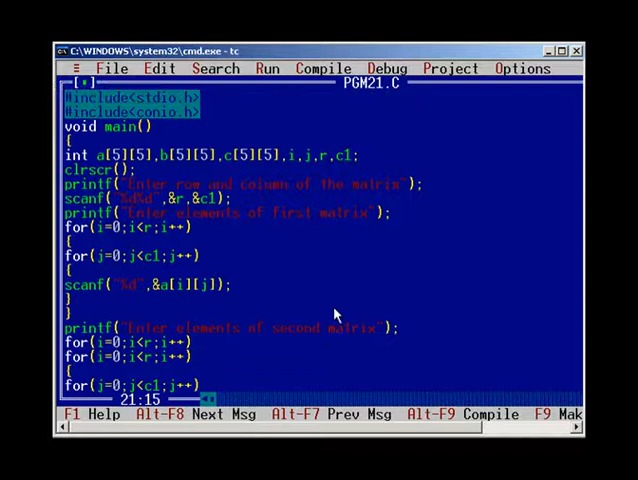 C:\WINDOWS\system32\cmd.exe - tc
≡ File Edit Search Run Compile Debug Project Options
PGM21.C
#include<stdio.h>
#include<conio.h>
void main()
{
int a[5][5],b[5][5],c[5][5],i,j,r,c1;
clrscr();
printf("Enter row and column of the matrix");
scanf("%d%d",&r,&c1);
printf("Enter elements of first matrix");
for(i=0;i<r;i++)
{
for(j=0;j<c1;j++)
{
scanf("%d",&a[i][j]);
}
}
printf("Enter elements of second matrix");
for(i=0;i<r;i++)
for(i=0;i<r;i++)
{
for(j=0;j<c1;j++)
21:15
F1 Help Alt-F8 Next Msg Alt-F7 Prev Msg Alt-F9 Compile F9 Mak